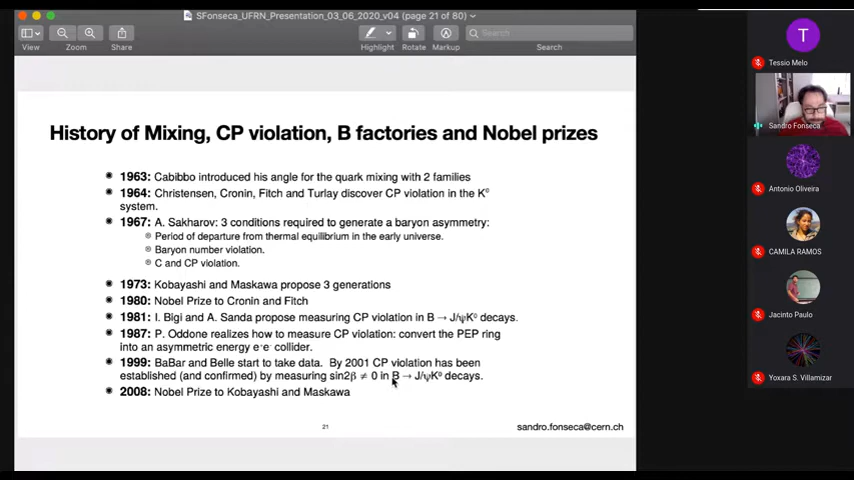 SFonseca_UFRN_Presentation_03_06_2020_v04 (page 21 of 80)
View
Zoom
Share
Highlight
Rotate
Markup
Search
Search
History of Mixing, CP violation, B factories and Nobel prizes
1963: Cabibbo introduced his angle for the quark mixing with 2 families
1964: Christensen, Cronin, Fitch and Turlay discover CP violation in the K⁰
system.
1967: A. Sakharov: 3 conditions required to generate a baryon asymmetry:
Period of departure from thermal equilibrium in the early universe.
Baryon number violation.
C and CP violation.
1973: Kobayashi and Maskawa propose 3 generations
1980: Nobel Prize to Cronin and Fitch
1981: I. Bigi and A. Sanda propose measuring CP violation in B → J/ψK⁰ decays.
1987: P. Oddone realizes how to measure CP violation: convert the PEP ring
into an asymmetric energy e⁺e⁻ collider.
1999: BaBar and Belle start to take data. By 2001 CP violation has been
established (and confirmed) by measuring sin2β ≠ 0 in B → J/ψK⁰ decays.
2008: Nobel Prize to Kobayashi and Maskawa
21
sandro.fonseca@cern.ch
T
Tessio Melo
Sandro Fonseca
Antonio Oliveira
CAMILA RAMOS
Jacinto Paulo
Yoxara S. Villamizar